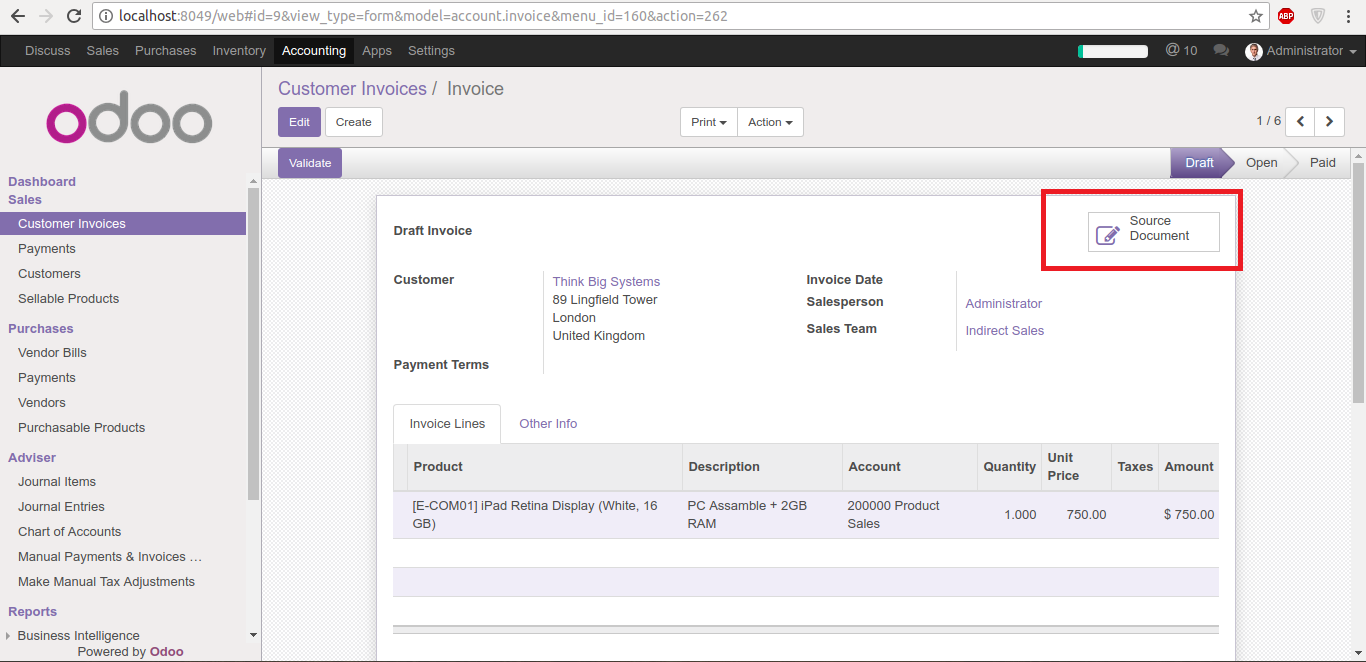 localhost:8049/web#id=9&view_type=form&model=account.invoice&menu_id=160&action=262
ABP
Discuss Sales Purchases Inventory Accounting Apps Settings
@ 10
Administrator
odoo
Dashboard
Sales
Customer Invoices
Payments
Customers
Sellable Products
Purchases
Vendor Bills
Payments
Vendors
Purchasable Products
Adviser
Journal Items
Journal Entries
Chart of Accounts
Manual Payments & Invoices …
Make Manual Tax Adjustments
Reports
Business Intelligence
Powered by Odoo
Customer Invoices / Invoice
Edit Create
Print Action
1 / 6
Validate
Draft Open Paid
Source
Document
Draft Invoice
Customer
Think Big Systems
89 Lingfield Tower
London
United Kingdom
Payment Terms
Invoice Date
Salesperson Administrator
Sales Team Indirect Sales
Invoice Lines Other Info
Product Description Account Quantity Unit Price Taxes Amount
[E-COM01] iPad Retina Display (White, 16
GB)
PC Assamble + 2GB
RAM
200000 Product
Sales
1.000 750.00 $ 750.00